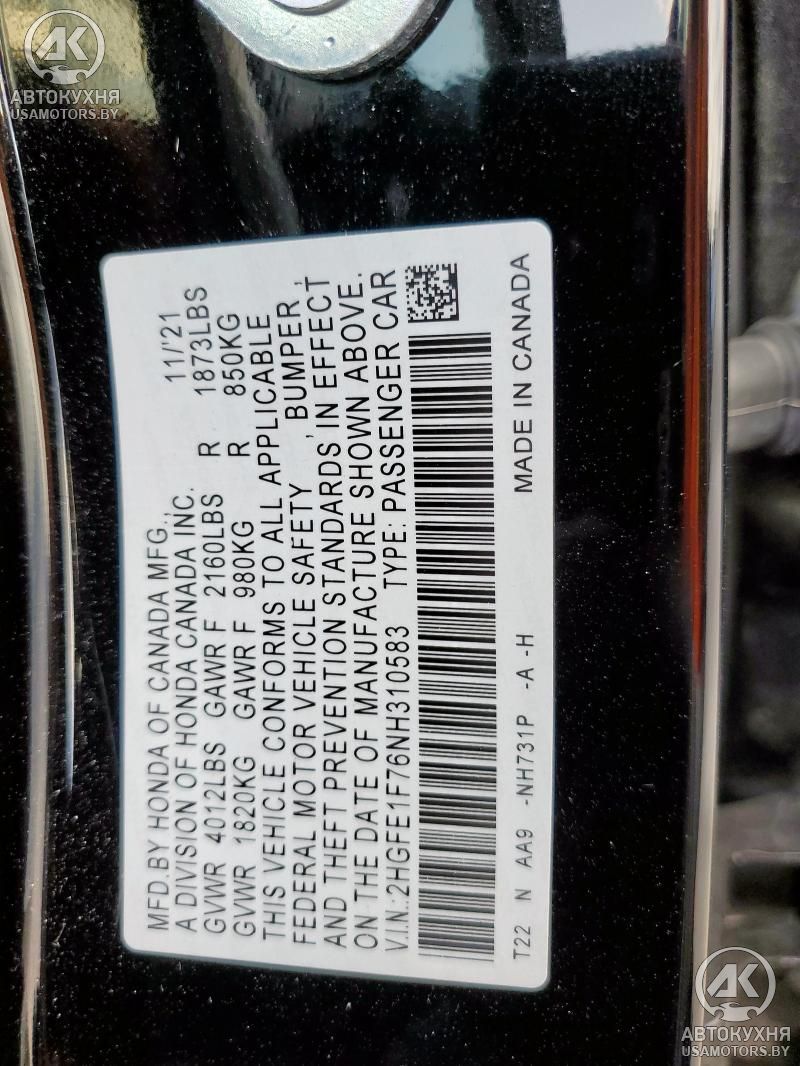 AK
АВТОКУХНЯ
USAMOTORS.BY
MFD.BY HONDA OF CANADA MFG., 11/'21
A DIVISION OF HONDA CANADA INC.
GVWR 4012LBS GAWR F 2160LBS R 1873LBS
GVWR 1820KG GAWR F 980KG R 850KG
THIS VEHICLE CONFORMS TO ALL APPLICABLE
FEDERAL MOTOR VEHICLE SAFETY , BUMPER ,
AND THEFT PREVENTION STANDARDS, IN EFFECT
ON THE DATE OF MANUFACTURE SHOWN ABOVE.
V.I.N.:2HGFE1F76NH310583 TYPE: PASSENGER CAR
T22 N AA9 -NH731P -A -H MADE IN CANADA
AK
АВТОКУХНЯ
USAMOTORS.BY